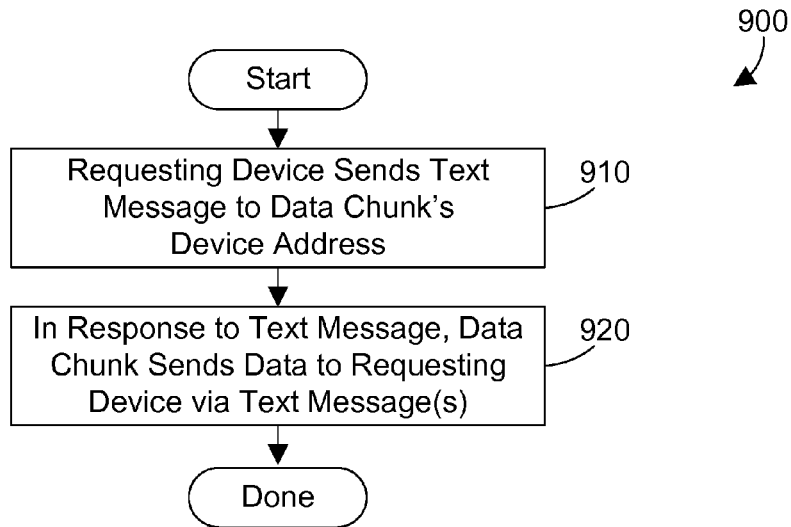 900
Start
Requesting Device Sends Text
Message to Data Chunk's
Device Address
910
In Response to Text Message, Data
Chunk Sends Data to Requesting
Device via Text Message(s)
920
Done